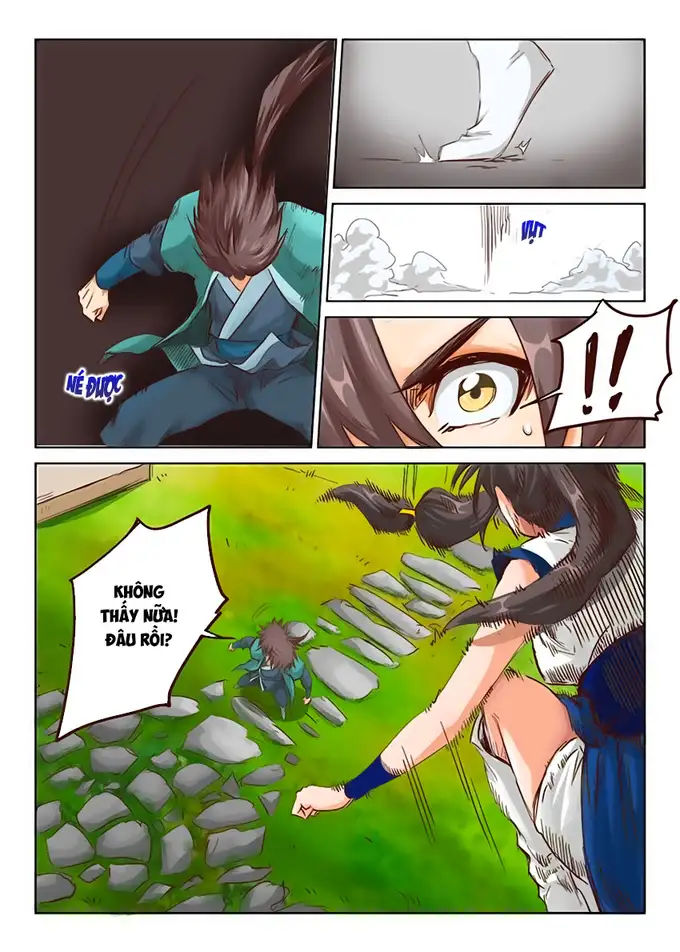 NÉ ĐƯỢC
VỤT
!!
KHÔNG
THẤY NỮA!
ĐÂU RỒI?